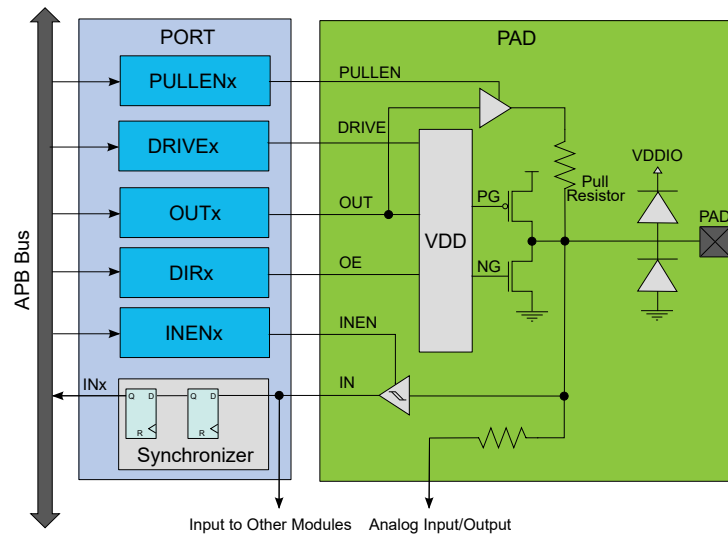 PORT
PAD
PULLENx
PULLEN
DRIVEx
DRIVE
VDDIO
Pull
Resistor
OUTx
OUT
PG
PAD
VDD
APB Bus
DIRx
OE
NG
INENx
INEN
INx
Q D
R
Q D
R
IN
Synchronizer
Input to Other Modules
Analog Input/Output